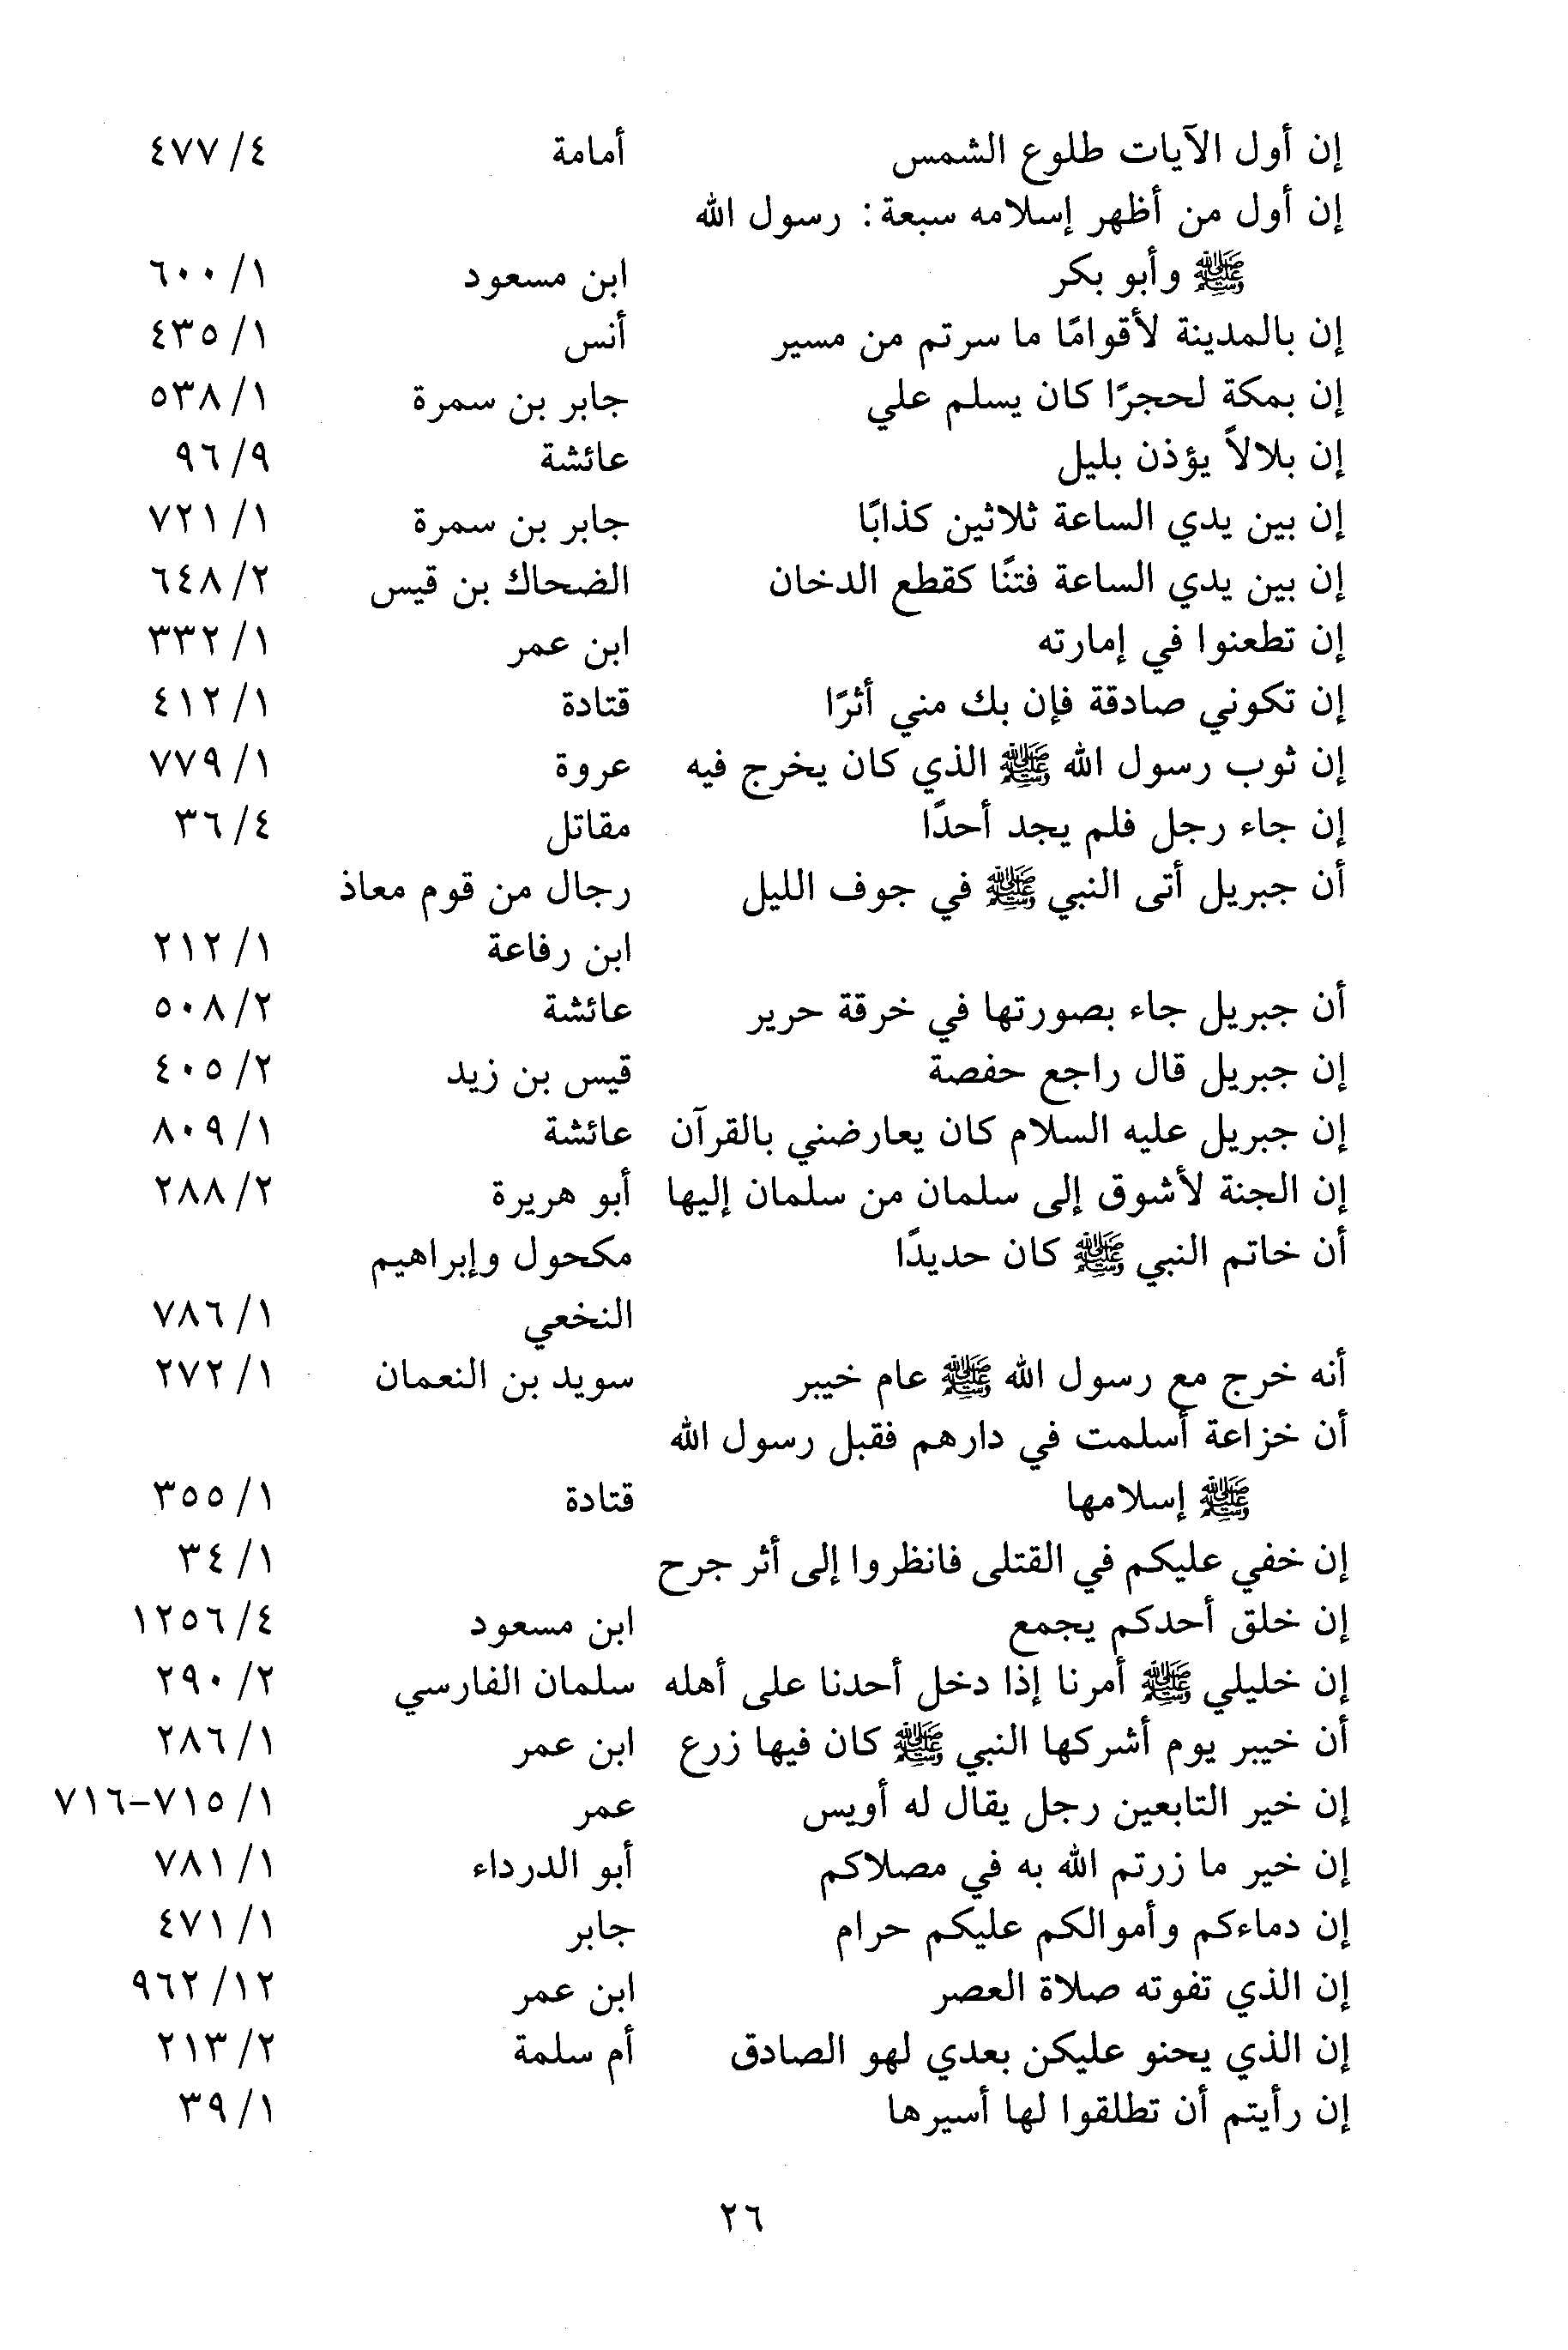 إن أول الآيات طلوع الشمس أمامة ٤/ ٤٧٧
إن أول من أظهر إسلامه سبعة: رسول الله
ﷺ وأبو بكر ابن مسعود ١/ ٦٠٠
إن بالمدينة لأقوامًا ما سرتم من مسير أنس ١/ ٤٣٥
إن بمكة لحجرًا كان يسلم علي جابر بن سمرة ١/ ٥٣٨
إن بلالاً يؤذن بليل عائشة ٩/ ٩٦
إن بين يدي الساعة ثلاثين كذابًا جابر بن سمرة ١/ ٧٢١
إن بين يدي الساعة فتنًا كقطع الدخان الضحاك بن قيس ٢/ ٦٤٨
إن تطعنوا في إمارته ابن عمر ١/ ٣٣٢
إن تكوني صادقة فإن بك مني أثرًا قتادة ١/ ٤١٢
إن ثوب رسول الله ﷺ الذي كان يخرج فيه عروة ١/ ٧٧٩
إن جاء رجل فلم يجد أحدًا مقاتل ٤/ ٣٦
أن جبريل أتى النبي ﷺ في جوف الليل رجال من قوم معاذ
ابن رفاعة ١/ ٢١٢
أن جبريل جاء بصورتها في خرقة حرير عائشة ٢/ ٥٠٨
إن جبريل قال راجع حفصة قيس بن زيد ٢/ ٤٠٥
إن جبريل عليه السلام كان يعارضني بالقرآن عائشة ١/ ٨٠٩
إن الجنة لأشوق إلى سلمان من سلمان إليها أبو هريرة ٢/ ٢٨٨
أن خاتم النبي ﷺ كان حديدًا مكحول وإبراهيم
النخعي ١/ ٧٨٦
أنه خرج مع رسول الله ﷺ عام خيبر سويد بن النعمان ١/ ٢٧٢
أن خزاعة أسلمت في دارهم فقبل رسول الله
ﷺ إسلامها قتادة ١/ ٣٥٥
إن خفي عليكم في القتلى فانظروا إلى أثر جرح ١/ ٣٤
إن خلق أحدكم يجمع ابن مسعود ٤/ ١٢٥٦
إن خليلي ﷺ أمرنا إذا دخل أحدنا على أهله سلمان الفارسي ٢/ ٢٩٠
أن خيبر يوم أشركها النبي ﷺ كان فيها زرع ابن عمر ١/ ٢٨٦
إن خير التابعين رجل يقال له أويس عمر ١/ ٧١٥-٧١٦
إن خير ما زرتم الله به في مصلاكم أبو الدرداء ١/ ٧٨١
إن دماءكم وأموالكم عليكم حرام جابر ١/ ٤٧١
إن الذي تفوته صلاة العصر ابن عمر ١٢/ ٩٦٢
إن الذي يحنو عليكن بعدي لهو الصادق أم سلمة ٢/ ٢١٣
إن رأيتم أن تطلقوا لها أسيرها ١/ ٣٩
٢٦